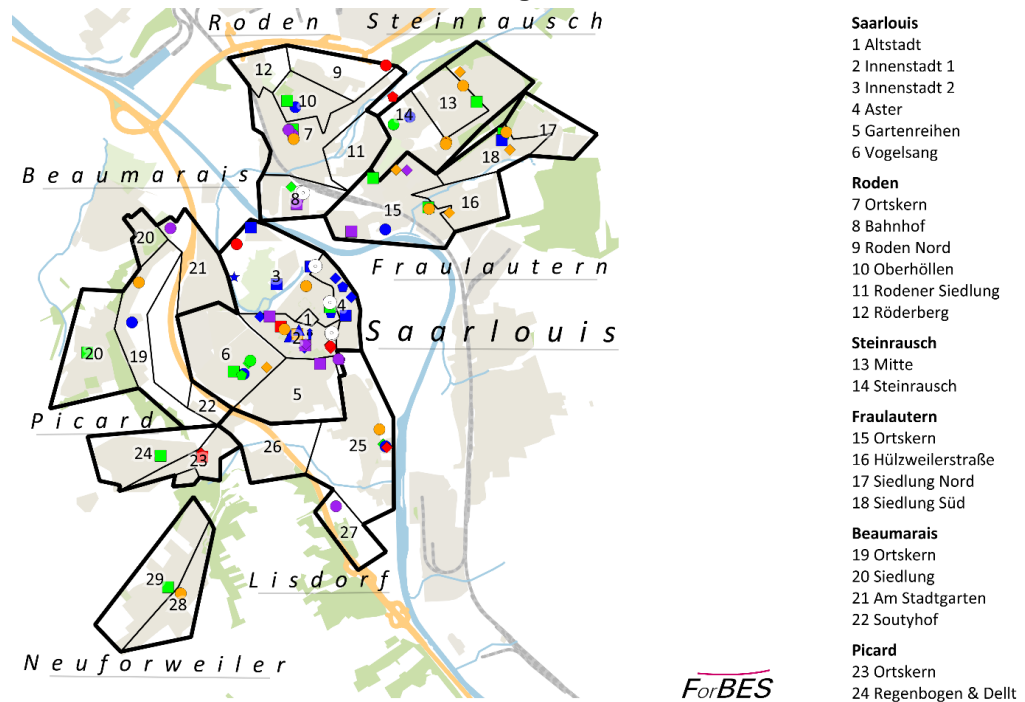 Roden
Steinrausch
12
9
10
13
14
7
17
11
18
Beaumarais
8
15
16
20
21
3
Fraulautern
4
1
Saarlouis
2
20
19
6
5
22
Picard
24
23
26
25
27
29
28
Lisdorf
Neuforweiler
ForBES
Saarlouis
1 Altstadt
2 Innenstadt 1
3 Innenstadt 2
4 Aster
5 Gartenreihen
6 Vogelsang
Roden
7 Ortskern
8 Bahnhof
9 Roden Nord
10 Oberhöllen
11 Rodener Siedlung
12 Röderberg
Steinrausch
13 Mitte
14 Steinrausch
Fraulautern
15 Ortskern
16 Hülzweilerstraße
17 Siedlung Nord
18 Siedlung Süd
Beaumarais
19 Ortskern
20 Siedlung
21 Am Stadtgarten
22 Soutyhof
Picard
23 Ortskern
24 Regenbogen & Dellt